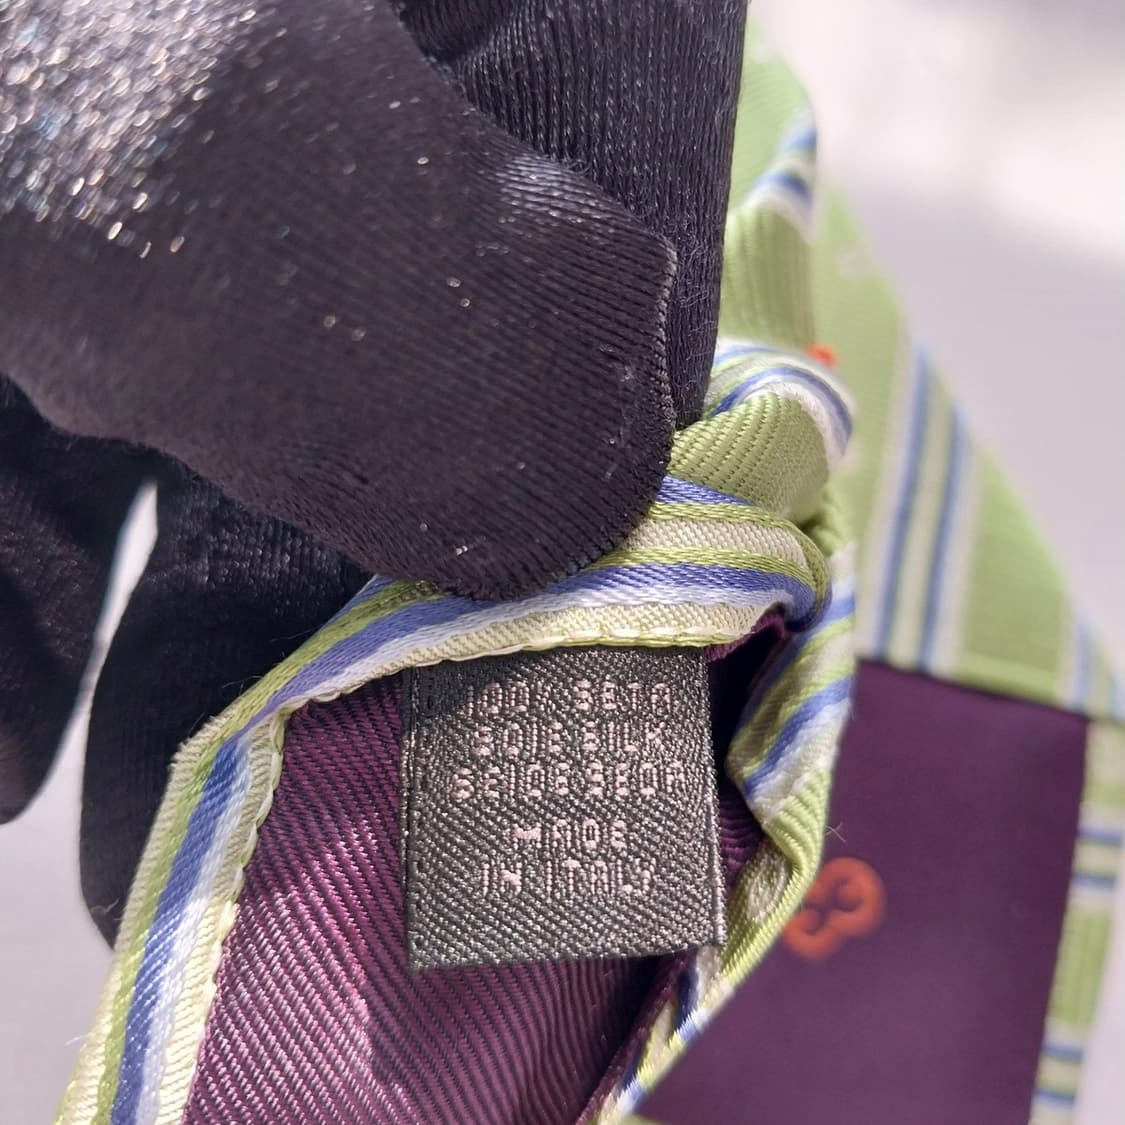 100% SETA
SOIE SILK
SEIDE SEDA
MADE
IN ITALY